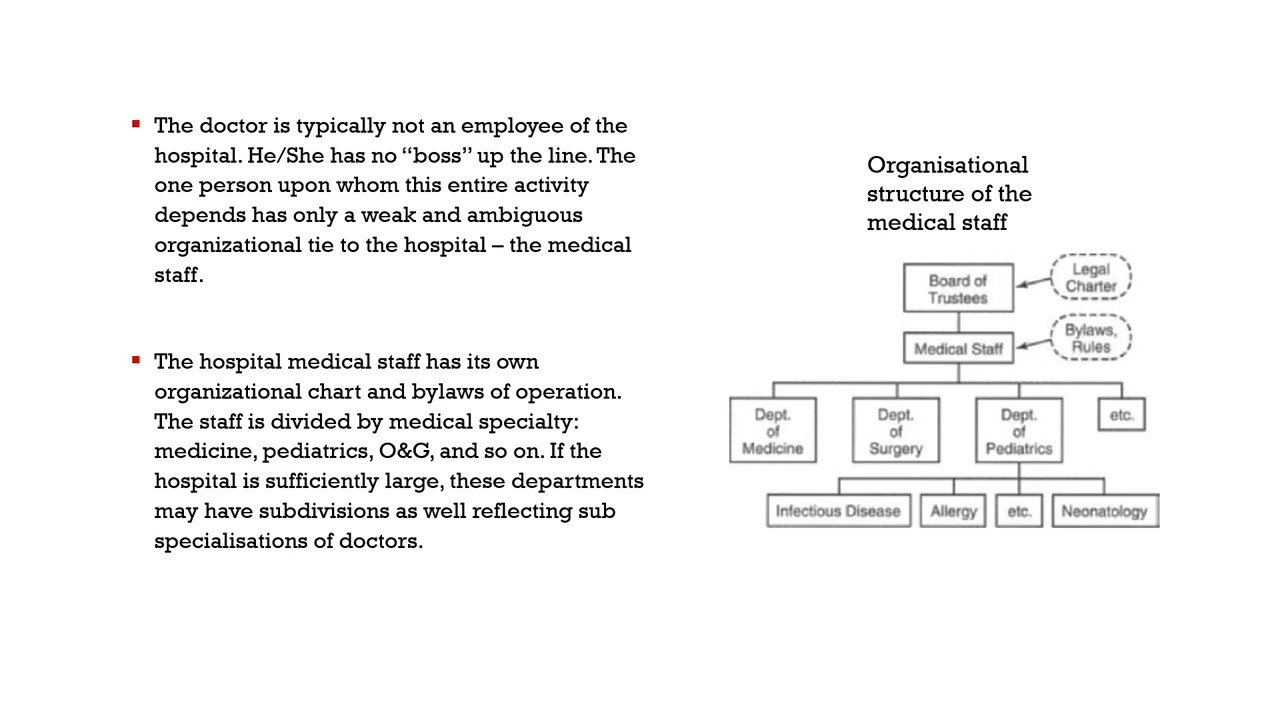 The doctor is typically not an employee of the
hospital. He/She has no “boss” up the line. The
one person upon whom this entire activity
depends has only a weak and ambiguous
organizational tie to the hospital – the medical
staff.
The hospital medical staff has its own
organizational chart and bylaws of operation.
The staff is divided by medical specialty:
medicine, pediatrics, O&G, and so on. If the
hospital is sufficiently large, these departments
may have subdivisions as well reflecting sub
specialisations of doctors.
Organisational
structure of the
medical staff
Board of
Trustees
Legal
Charter
Medical Staff
Bylaws,
Rules
Dept.
of
Medicine
Dept.
of
Surgery
Dept.
of
Pediatrics
etc.
Infectious Disease
Allergy
etc.
Neonatology